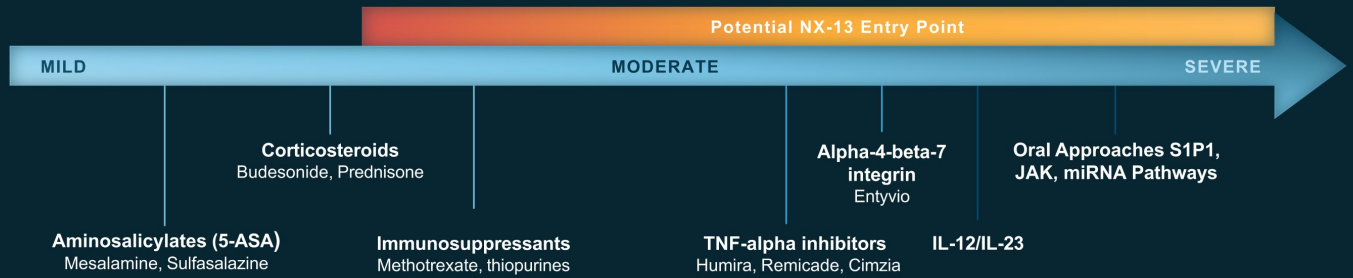 Potential NX-13 Entry Point
MILD
MODERATE
SEVERE
Corticosteroids
Budesonide, Prednisone
Alpha-4-beta-7
integrin
Entyvio
Oral Approaches S1P1,
JAK, miRNA Pathways
Aminosalicylates (5-ASA)
Mesalamine, Sulfasalazine
Immunosuppressants
Methotrexate, thiopurines
TNF-alpha inhibitors
Humira, Remicade, Cimzia
IL-12/IL-23